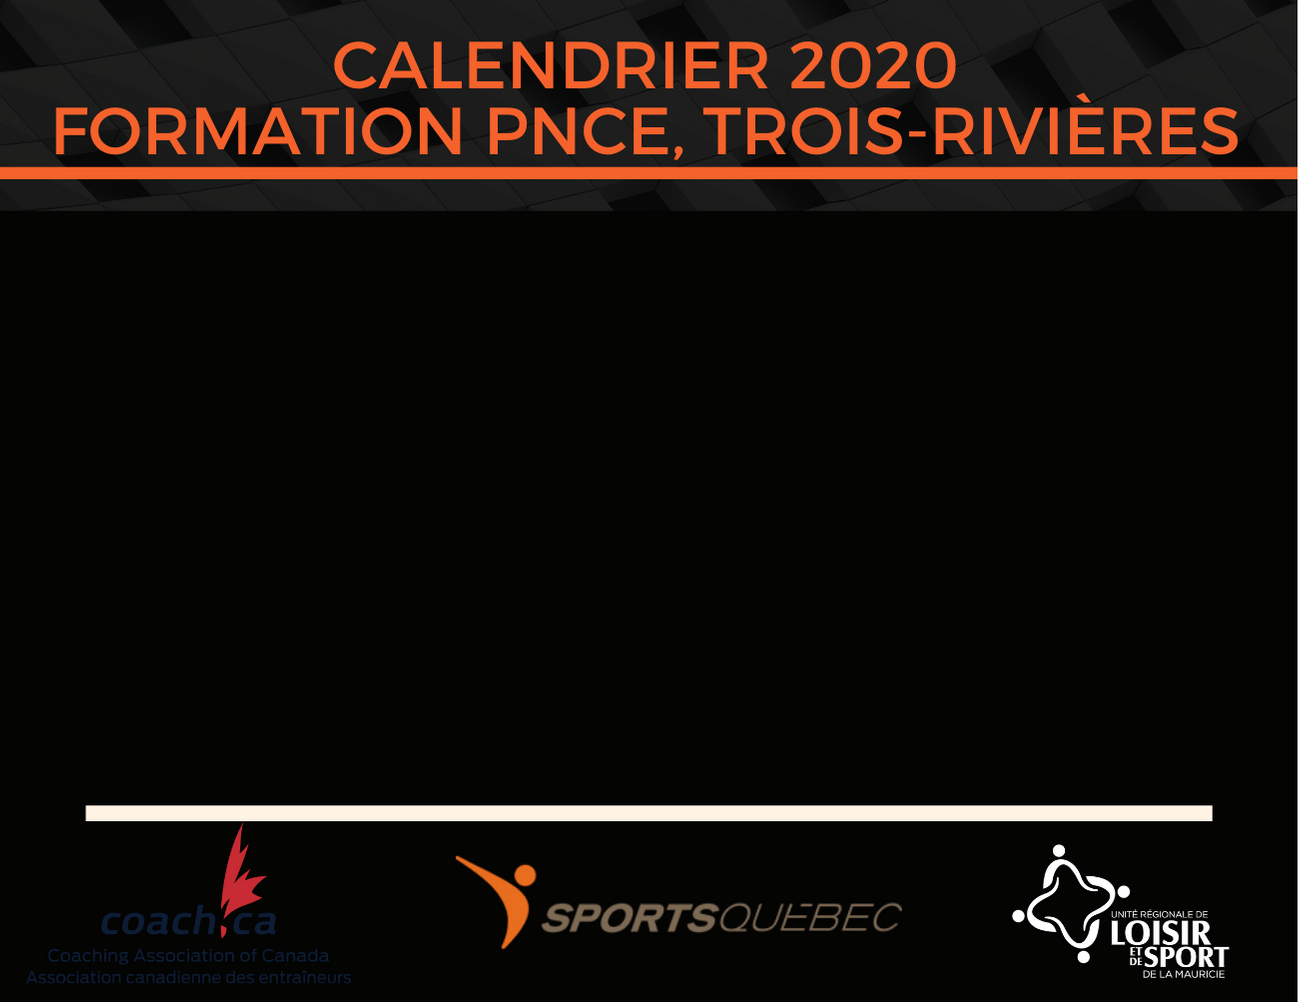 CALENDRIER 2020
FORMATION PNCE, TROIS-RIVIÈRES
coach.ca
Coaching Association of Canada
Association canadienne des entraîneurs
SPORTSQUÉBEC
UNITÉ RÉGIONALE DE
LOISIR
ET
DE SPORT
DE LA MAURICIE